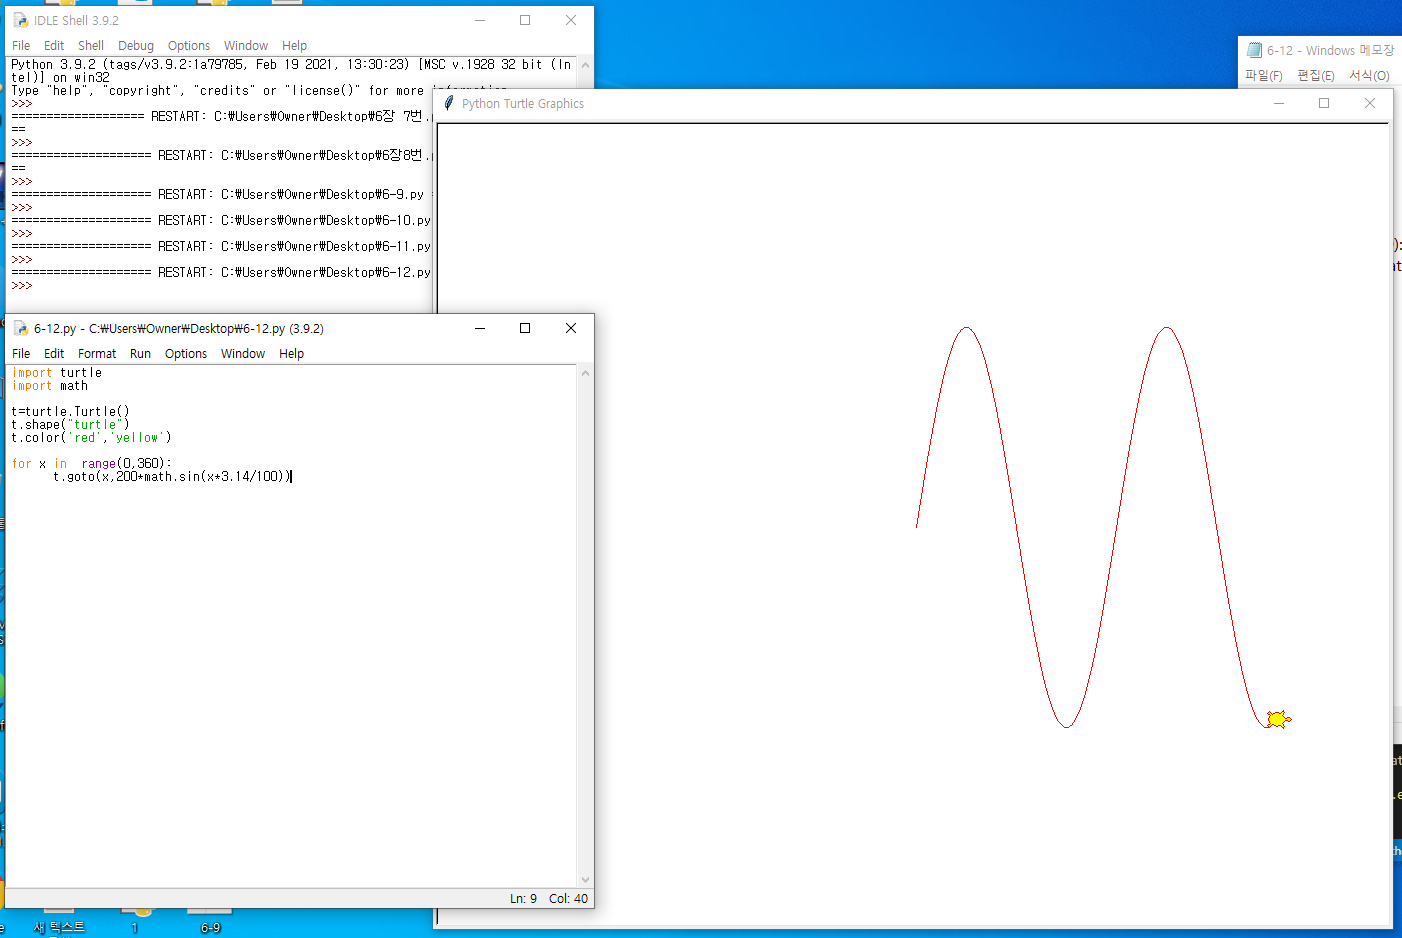 IDLE Shell 3.9.2
File Edit Shell Debug Options Window Help
Python 3.9.2 (tags/v3.9.2:1a79785, Feb 19 2021, 13:30:23) [MSC v.1928 32 bit (In
tel)] on win32
Type "help", "copyright", "credits" or "license()" for more information
>>>
=================== RESTART: C:₩Users₩Owner₩Desktop₩6장 7번.
==
>>>
==================== RESTART: C:₩Users₩Owner₩Desktop₩6장8번.
==
>>>
==================== RESTART: C:₩Users₩Owner₩Desktop₩6-9.py
>>>
==================== RESTART: C:₩Users₩Owner₩Desktop₩6-10.py
>>>
==================== RESTART: C:₩Users₩Owner₩Desktop₩6-11.py
>>>
==================== RESTART: C:₩Users₩Owner₩Desktop₩6-12.py
>>>
6-12 - Windows 메모장
파일(F) 편집(E) 서식(O)
Python Turtle Graphics
6-12.py - C:₩Users₩Owner₩Desktop₩6-12.py (3.9.2)
File Edit Format Run Options Window Help
import turtle
import math
t=turtle.Turtle()
t.shape("turtle")
t.color('red','yellow')
for x in  range(0,360):
      t.goto(x,200*math.sin(x*3.14/100))
Ln: 9 Col: 40
새 텍스트
1
6-9